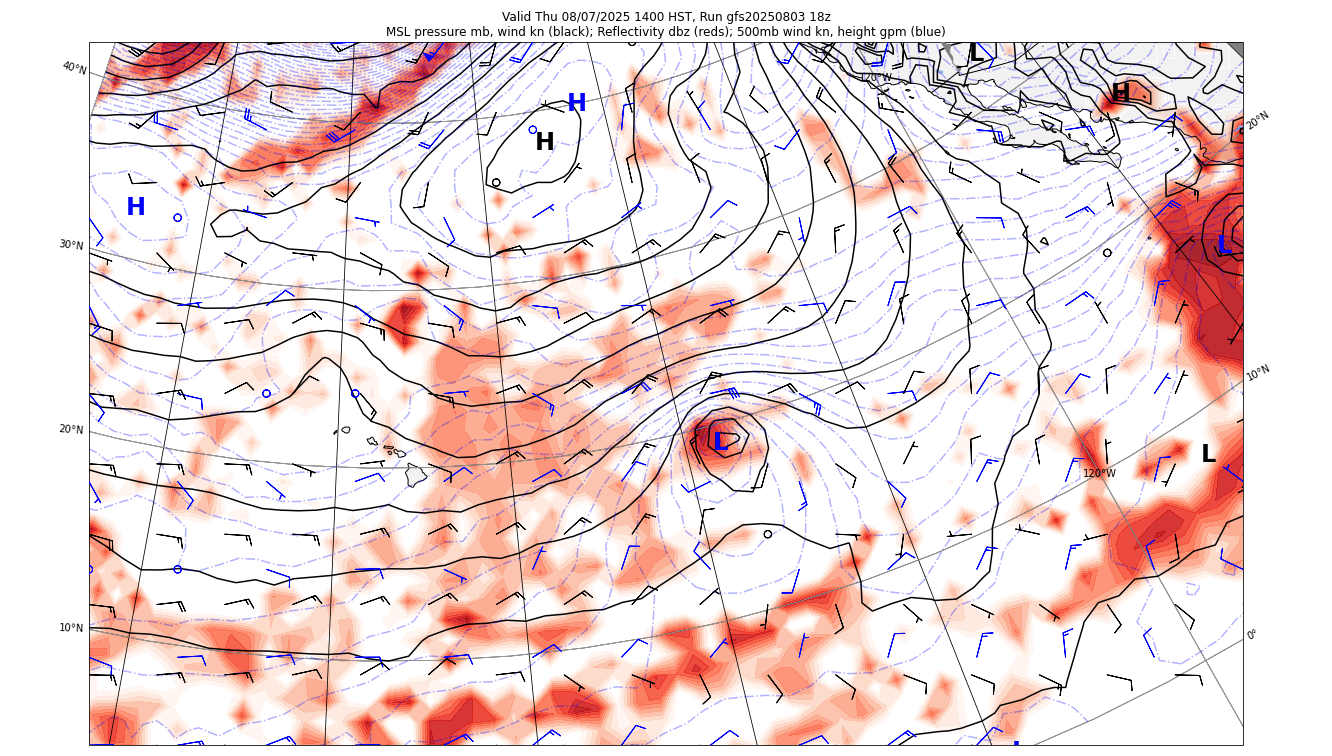 Valid Thu 08/07/2025 1400 HST, Run gfs20250803 18z
MSL pressure mb, wind kn (black); Reflectivity dbz (reds); 500mb wind kn, height gpm (blue)
L
40°N
120°W
H
H
H
20°N
H
L
30°N
10°N
20°N
L
L
120°W
10°N
0°
L